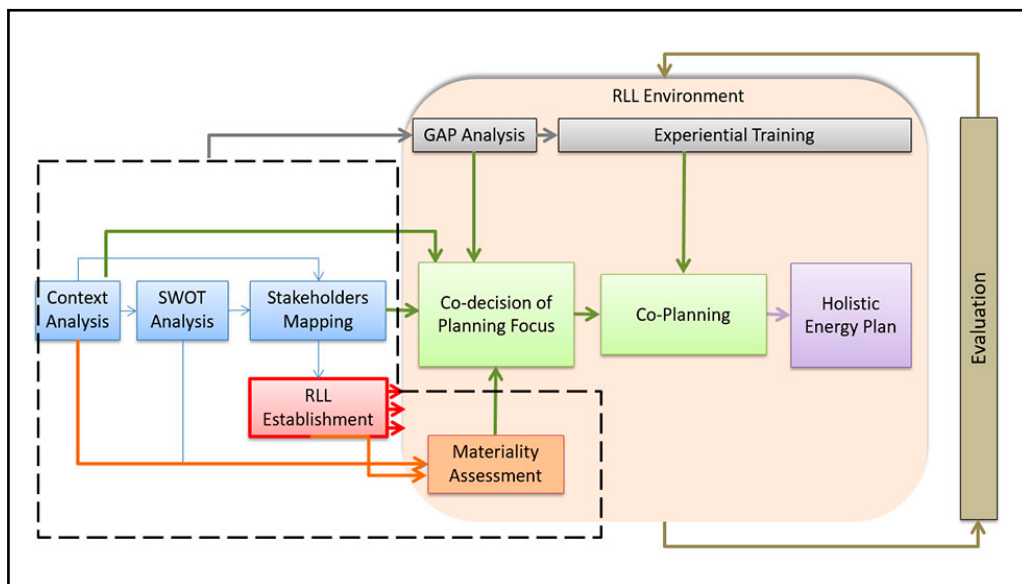 RLL Environment
GAP Analysis
Experiential Training
Context
Analysis
SWOT
Analysis
Stakeholders
Mapping
Co-decision of
Planning Focus
Co-Planning
Holistic
Energy Plan
RLL
Establishment
Materiality
Assessment
Evaluation